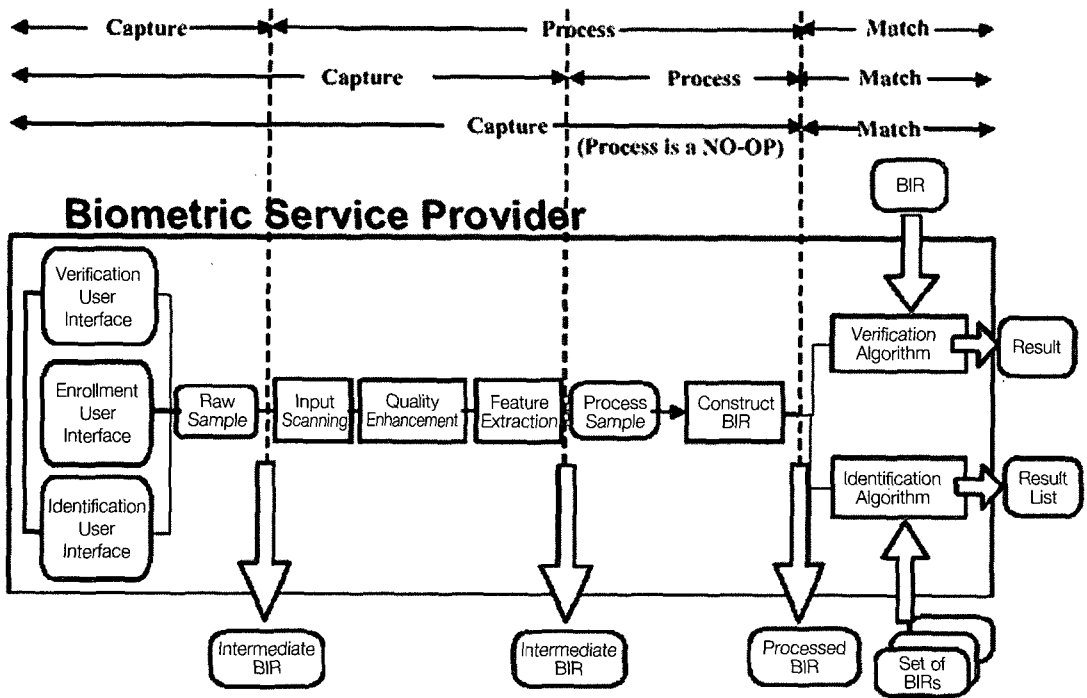 Capture Process Match
Capture Process Match
Capture Match
(Process is a NO-OP)
BIR
Biometric Service Provider
Verification
User
Interface
Enrollment
User
Interface
Identification
User
Interface
Raw
Sample
Input
Scanning
Quality
Enhancement
Feature
Extraction
Process
Sample
Construct
BIR
Verification
Algorithm
Result
Identification
Algorithm
Result
List
Intermediate
BIR
Intermediate
BIR
Processed
BIR
Set of
BIRs